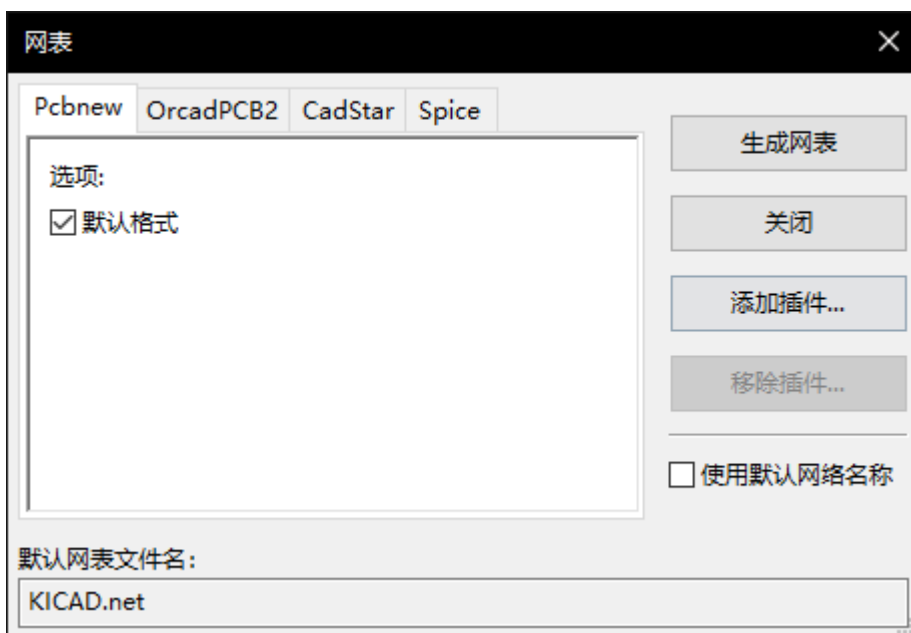 网表
Pcbnew OrcadPCB2 CadStar Spice
选项:
默认格式
生成网表
关闭
添加插件...
移除插件...
使用默认网络名称
默认网表文件名:
KICAD.net